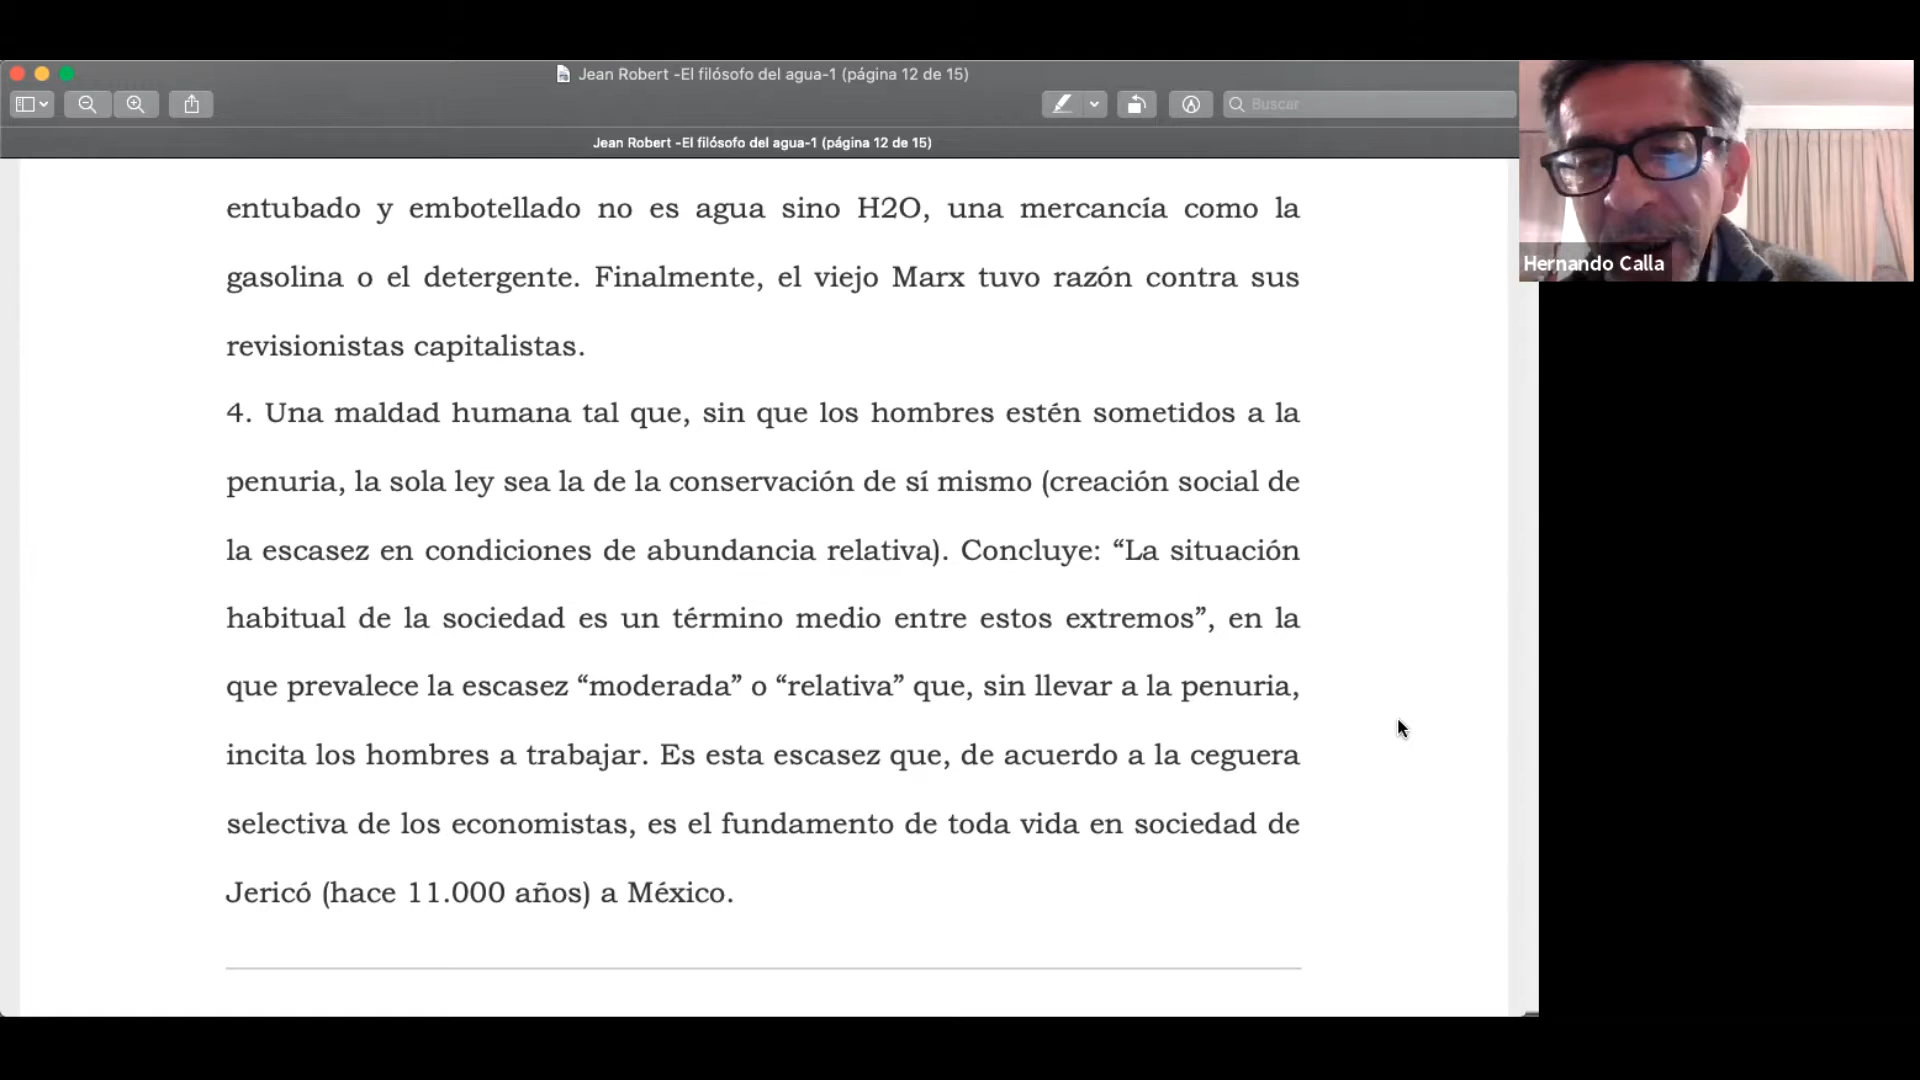 Jean Robert -El filósofo del agua-1 (página 12 de 15)
Buscar
Jean Robert -El filósofo del agua-1 (página 12 de 15)
Hernando Calla
entubado y embotellado no es agua sino H2O, una mercancía como la
gasolina o el detergente. Finalmente, el viejo Marx tuvo razón contra sus
revisionistas capitalistas.
4. Una maldad humana tal que, sin que los hombres estén sometidos a la
penuria, la sola ley sea la de la conservación de sí mismo (creación social de
la escasez en condiciones de abundancia relativa). Concluye: “La situación
habitual de la sociedad es un término medio entre estos extremos”, en la
que prevalece la escasez “moderada” o “relativa” que, sin llevar a la penuria,
incita los hombres a trabajar. Es esta escasez que, de acuerdo a la ceguera
selectiva de los economistas, es el fundamento de toda vida en sociedad de
Jericó (hace 11.000 años) a México.